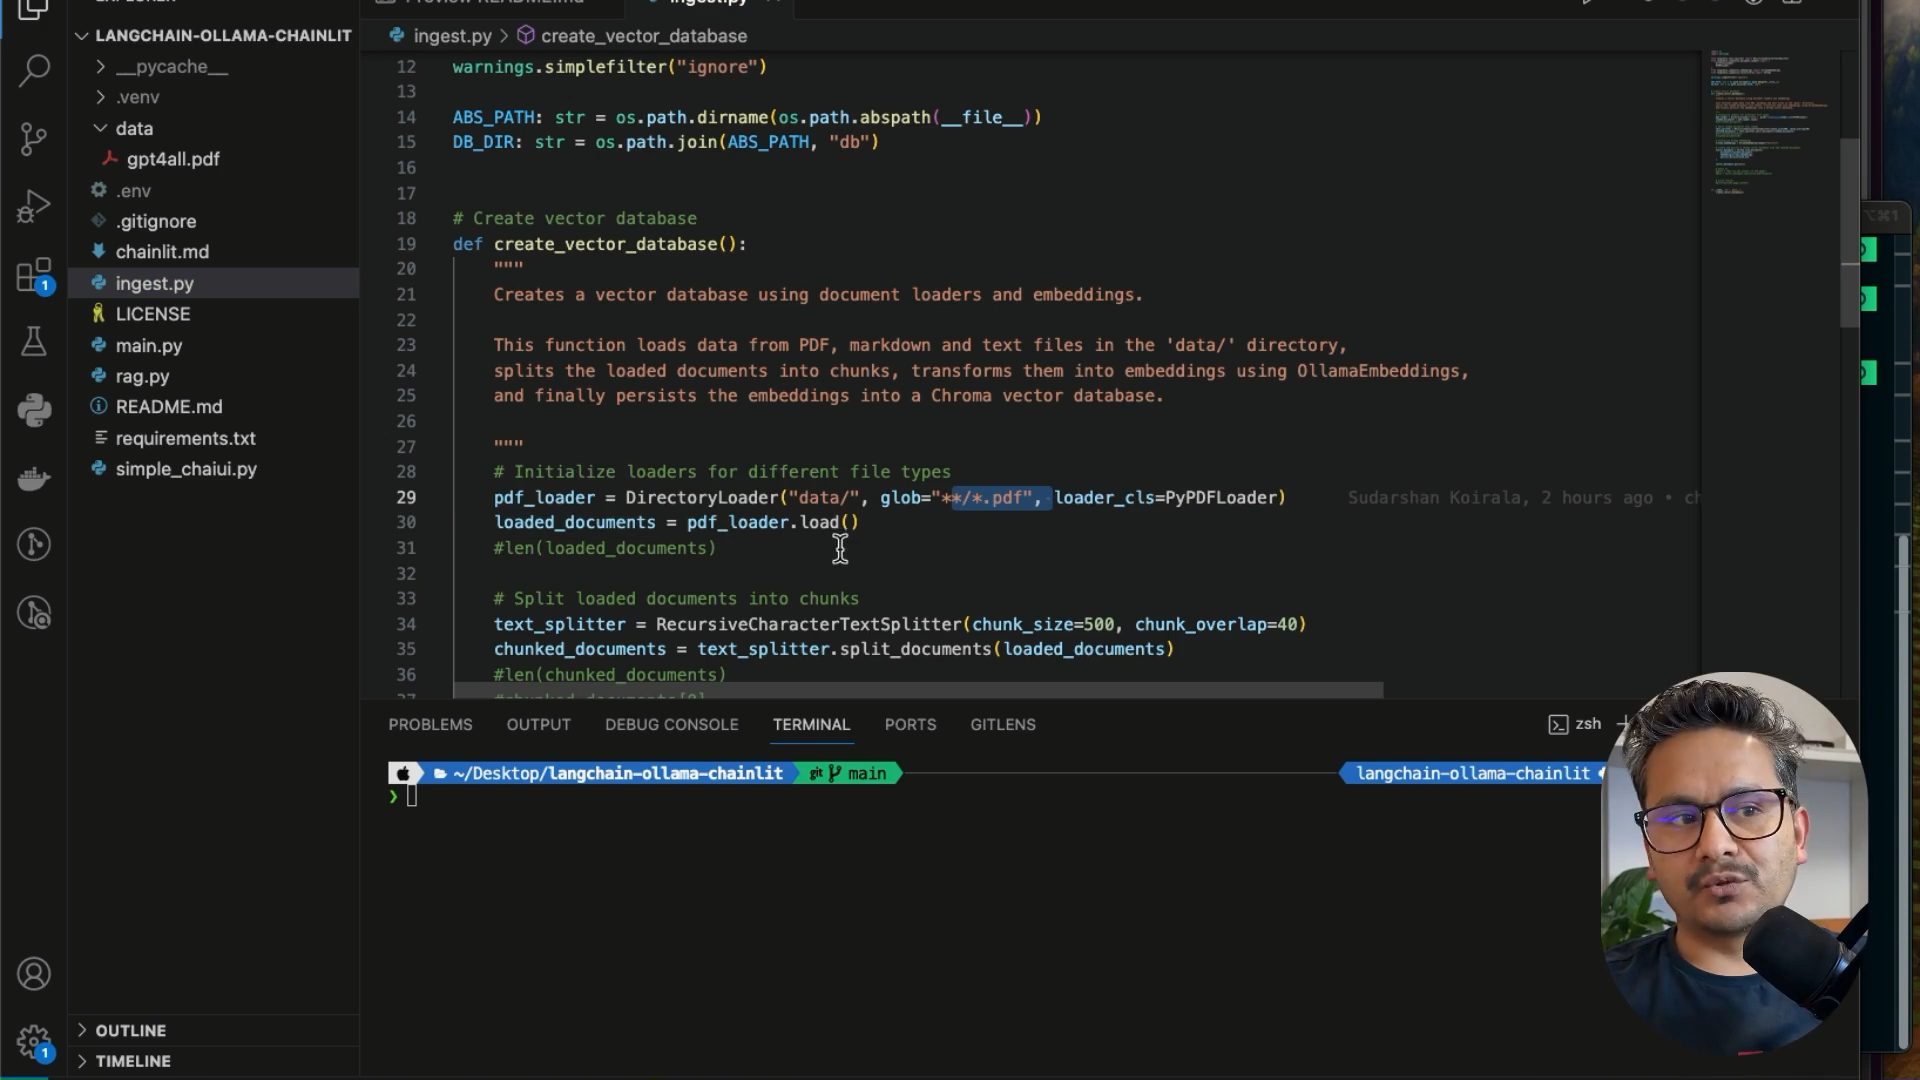 LANGCHAIN-OLLAMA-CHAINLIT
__pycache__
.venv
data
gpt4all.pdf
.env
.gitignore
chainlit.md
ingest.py
LICENSE
main.py
rag.py
README.md
requirements.txt
simple_chaiui.py
OUTLINE
TIMELINE
1
1
ingest.py > create_vector_database
12 warnings.simplefilter("ignore")
13
14 ABS_PATH: str = os.path.dirname(os.path.abspath(__file__))
15 DB_DIR: str = os.path.join(ABS_PATH, "db")
16
17
18 # Create vector database
19 def create_vector_database():
20 """
21 Creates a vector database using document loaders and embeddings.
22
23 This function loads data from PDF, markdown and text files in the 'data/' directory,
24 splits the loaded documents into chunks, transforms them into embeddings using OllamaEmbeddings,
25 and finally persists the embeddings into a Chroma vector database.
26
27 """
28 # Initialize loaders for different file types
29 pdf_loader = DirectoryLoader("data/", glob="**/*.pdf", loader_cls=PyPDFLoader) Sudarshan Koirala, 2 hours ago • ch
30 loaded_documents = pdf_loader.load()
31 #len(loaded_documents)
32
33 # Split loaded documents into chunks
34 text_splitter = RecursiveCharacterTextSplitter(chunk_size=500, chunk_overlap=40)
35 chunked_documents = text_splitter.split_documents(loaded_documents)
36 #len(chunked_documents)
PROBLEMS OUTPUT DEBUG CONSOLE TERMINAL PORTS GITLENS zsh
~/Desktop/langchain-ollama-chainlit git main langchain-ollama-chainlit
❯
⌥⌘1